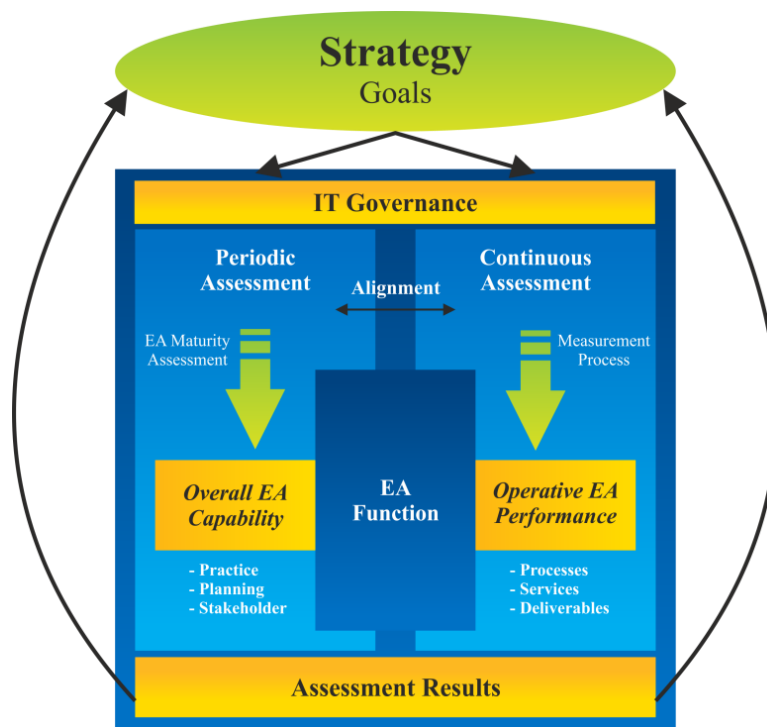 Strategy
Goals
IT Governance
Periodic
Assessment
Continuous
Assessment
Alignment
EA Maturity
Assessment
Measurement
Process
Overall EA
Capability
EA
Function
Operative EA
Performance
- Practice
- Planning
- Stakeholder
- Processes
- Services
- Deliverables
Assessment Results